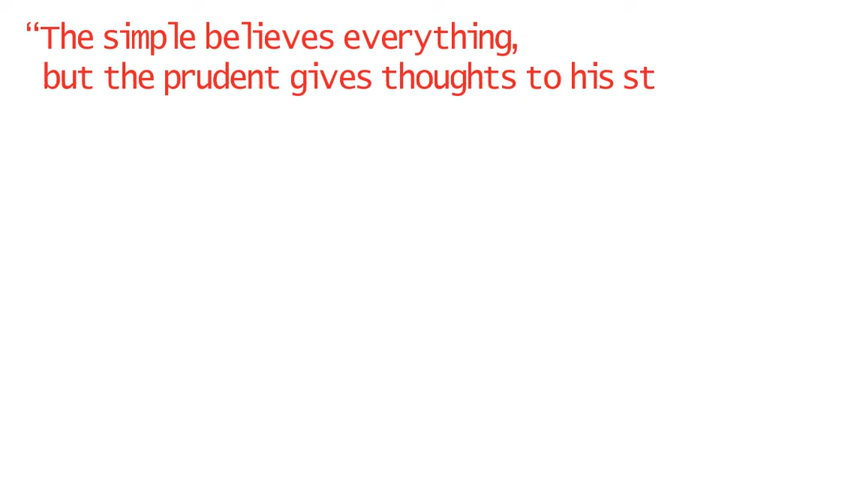 “The simple believes everything,
but the prudent gives thoughts to his st